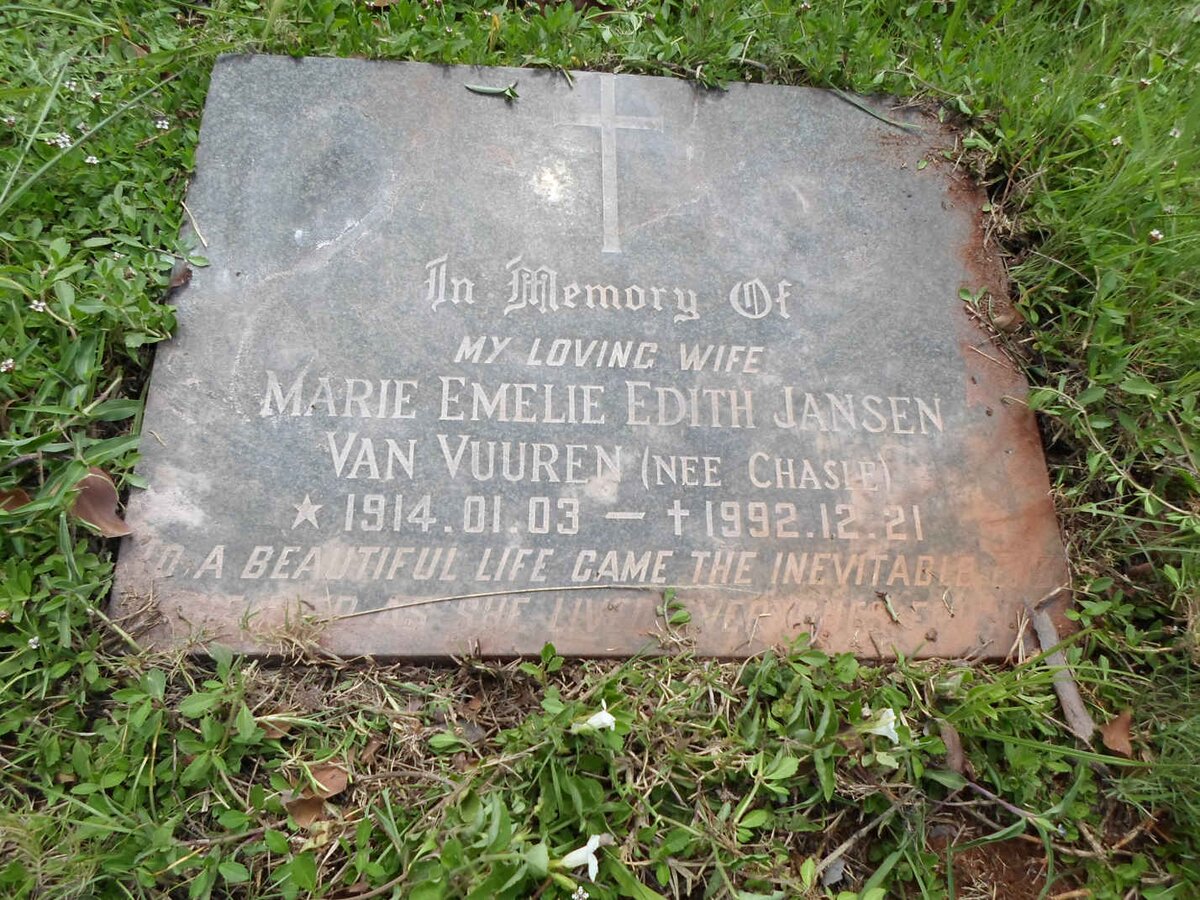 In Memory Of
MY LOVING WIFE
MARIE EMELIE EDITH JANSEN
VAN VUUREN (NEE CHASLE)
★ 1914.01.03 — ✝ 1992.12.21
A BEAUTIFUL LIFE CAME THE INEVITABLE
SHE